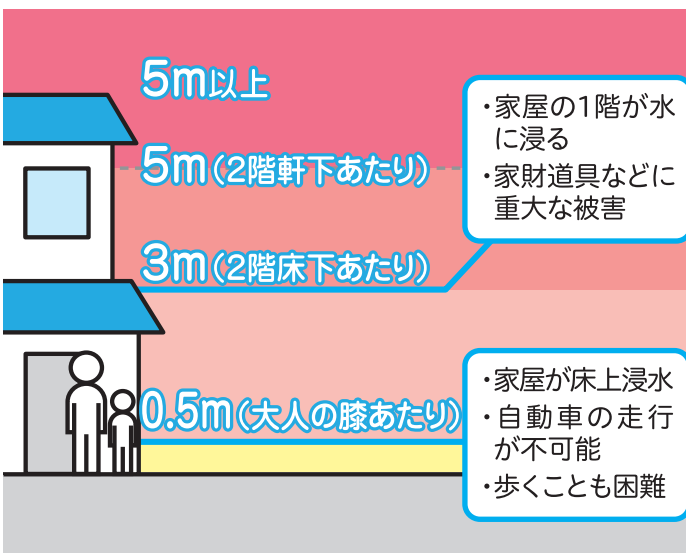 5m以上
5m(2階軒下あたり)
3m(2階床下あたり)
・家屋の1階が水
に浸る
・家財道具などに
重大な被害
0.5m(大人の膝あたり)
・家屋が床上浸水
・自動車の走行
が不可能
・歩くことも困難